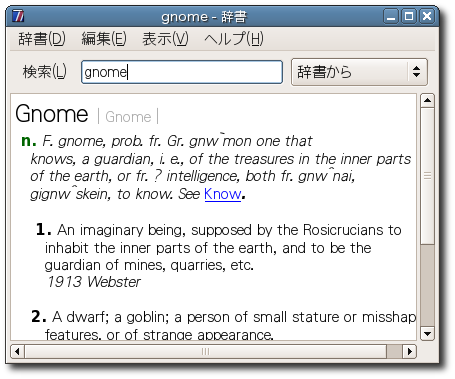 gnome - 辞書
辞書(D) 編集(E) 表示(V) ヘルプ(H)
検索(L) gnome 辞書から
Gnome | Gnome |
n. F. gnome, prob. fr. Gr. gnw`mon one that
knows, a guardian, i. e., of the treasures in the inner parts
of the earth, or fr. ? intelligence, both fr. gnw^nai,
gignw^skein, to know. See Know.
1. An imaginary being, supposed by the Rosicrucians to
inhabit the inner parts of the earth, and to be the
guardian of mines, quarries, etc.
1913 Webster
2. A dwarf; a goblin; a person of small stature or misshap
features, or of strange appearance.